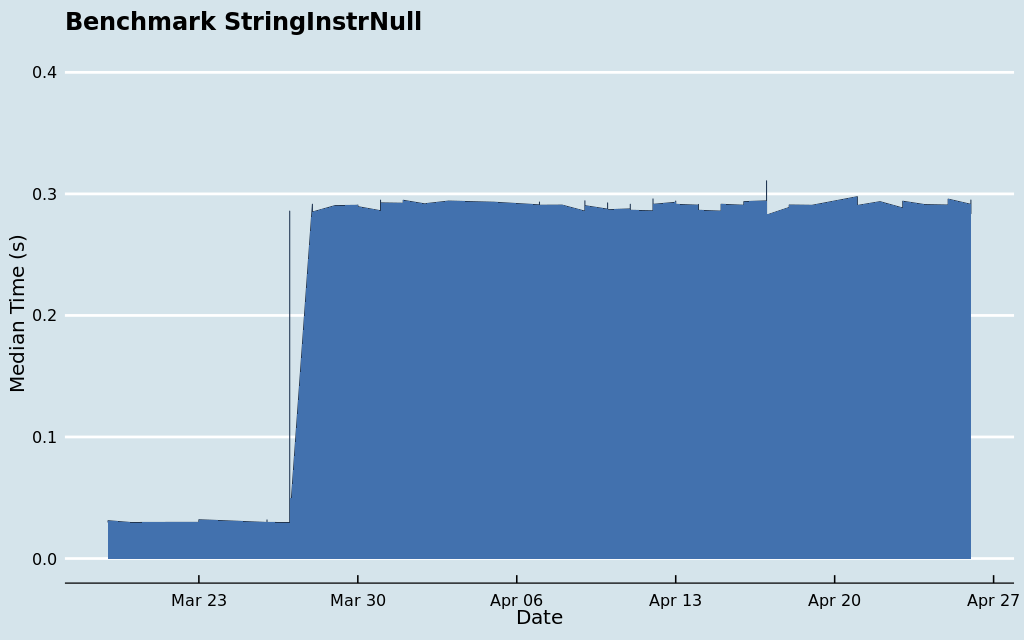 Benchmark StringInstrNull
Median Time (s)
0.4
0.3
0.2
0.1
0.0
Mar 23
Mar 30
Apr 06
Apr 13
Apr 20
Apr 27
Date